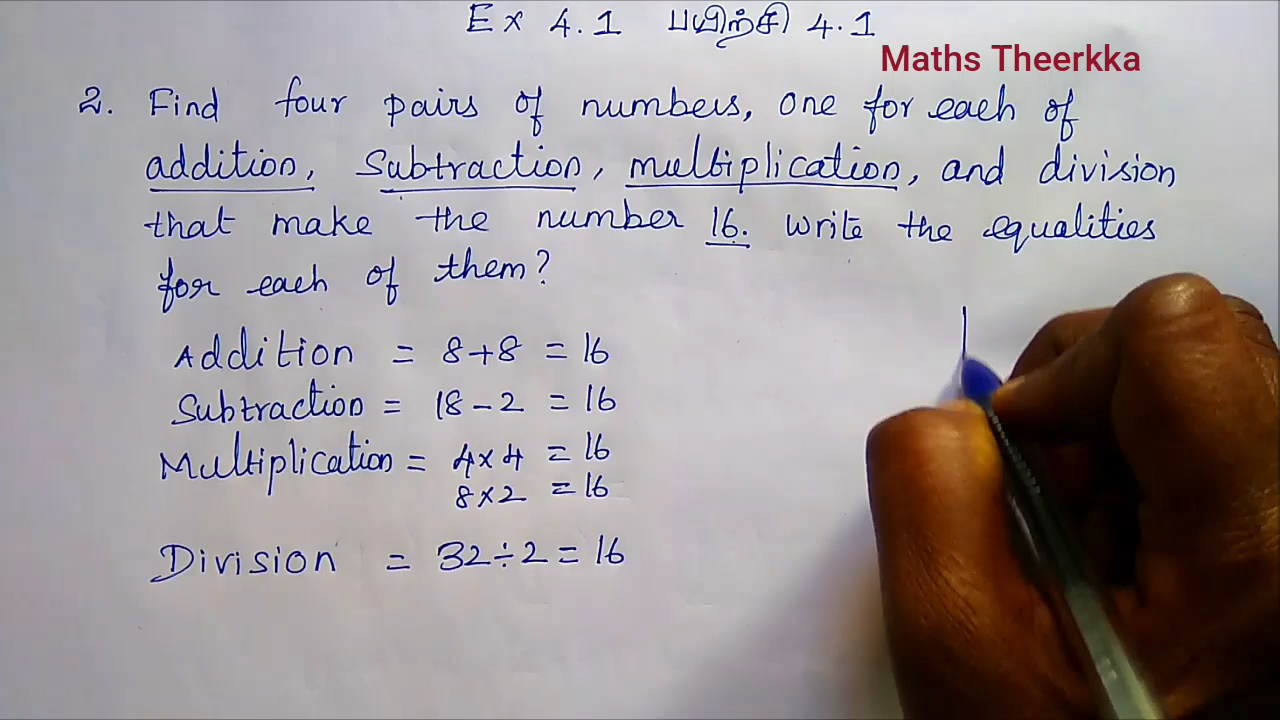 Ex 4.1 பயிற்சி 4.1
Maths Theerkka
2. Find four pairs of numbers, one for each of
addition, Subtraction, multiplication, and division
that make the number 16. Write the equalities
for each of them?
Addition = 8+8 = 16
Subtraction = 18-2 = 16
Multiplication = 4×4 = 16
8×2 = 16
Division = 32÷2 = 16